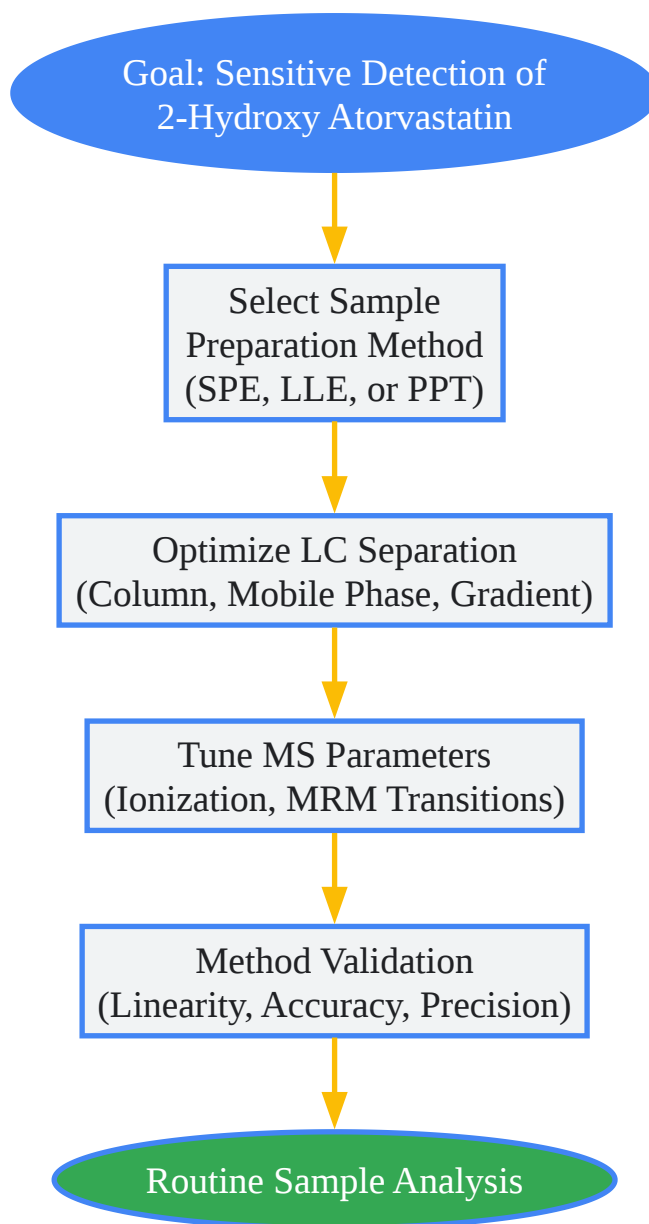 Goal: Sensitive Detection of
2-Hydroxy Atorvastatin
Select Sample
Preparation Method
(SPE, LLE, or PPT)
Optimize LC Separation
(Column, Mobile Phase, Gradient)
Tune MS Parameters
(Ionization, MRM Transitions)
Method Validation
(Linearity, Accuracy, Precision)
Routine Sample Analysis